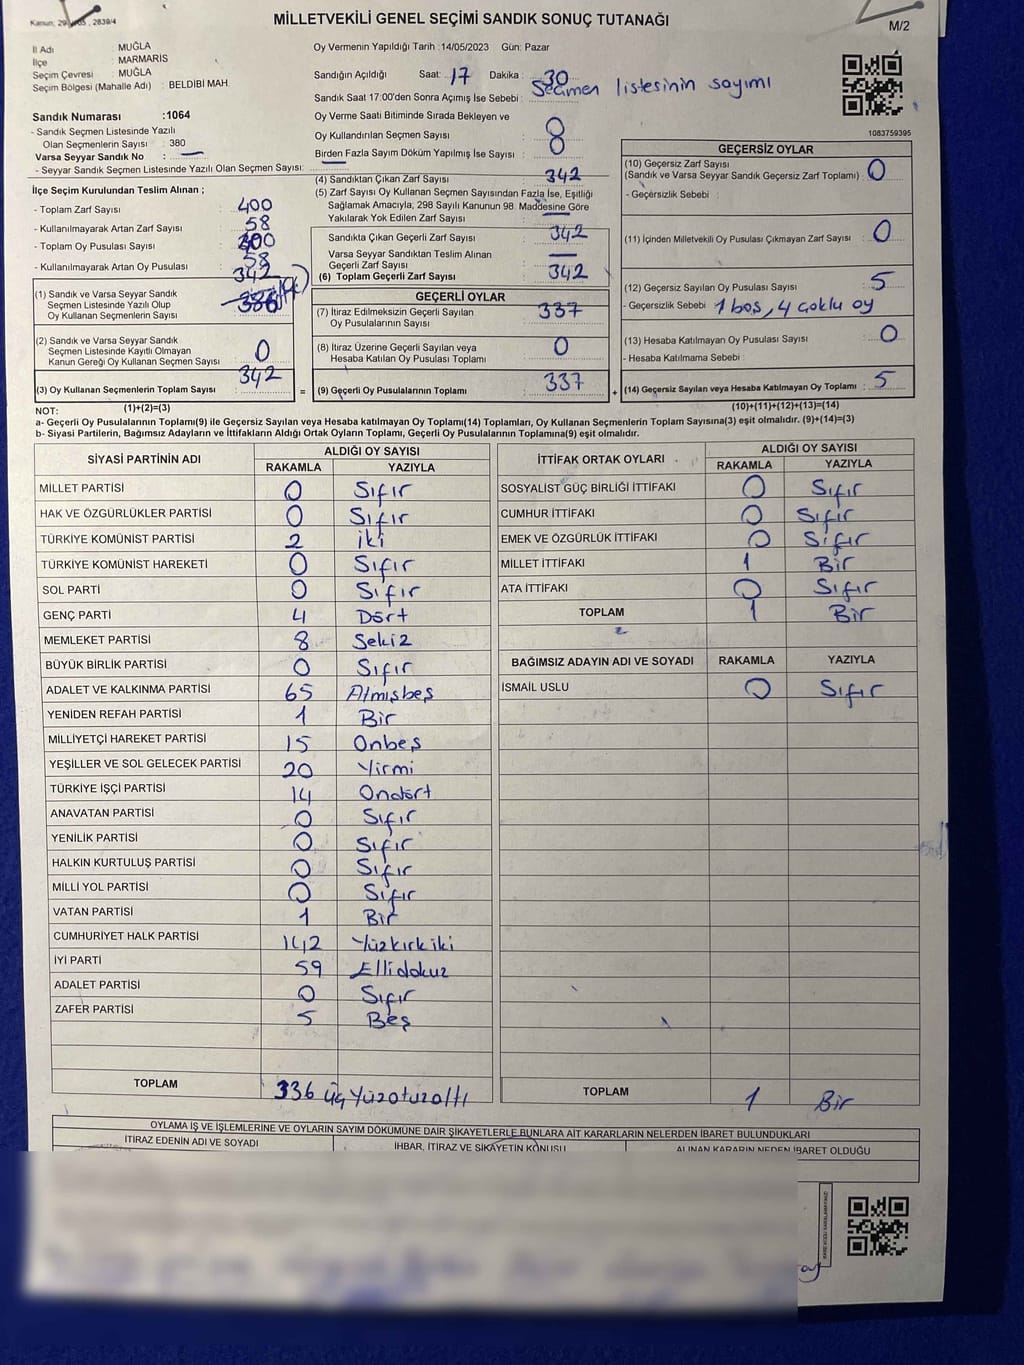 Kanun: 29 , 2839/4
MİLLETVEKİLİ GENEL SEÇİMİ SANDIK SONUÇ TUTANAĞI
M/2
İl Adı : MUĞLA
İlçe : MARMARİS
Seçim Çevresi : MUĞLA
Seçim Bölgesi (Mahalle Adı) : BELDİBİ MAH.
Oy Vermenin Yapıldığı Tarih :14/05/2023 Gün: Pazar
Sandığın Açıldığı Saat: 17 Dakika : 30
Sandık Saat 17:00'den Sonra Açımış İse Sebebi : Seçmen listesinin sayımı
Sandık Numarası :1064
- Sandık Seçmen Listesinde Yazılı
Olan Seçmenlerin Sayısı : 380
Varsa Seyyar Sandık No :
- Seyyar Sandık Seçmen Listesinde Yazılı Olan Seçmen Sayısı:
Oy Verme Saati Bitiminde Sırada Bekleyen ve
Oy Kullandırılan Seçmen Sayısı : 8
Birden Fazla Sayım Döküm Yapılmış İse Sayısı :
1083759395
İlçe Seçim Kurulundan Teslim Alınan ;
- Toplam Zarf Sayısı : 400
- Kullanılmayarak Artan Zarf Sayısı : 58
- Toplam Oy Pusulası Sayısı : 400
- Kullanılmayarak Artan Oy Pusulası : 58
(1) Sandık ve Varsa Seyyar Sandık
Seçmen Listesinde Yazılı Olup
Oy Kullanan Seçmenlerin Sayısı : 342
(2) Sandık ve Varsa Seyyar Sandık
Seçmen Listesinde Kayıtlı Olmayan
Kanun Gereği Oy Kullanan Seçmen Sayısı : 0
(3) Oy Kullanan Seçmenlerin Toplam Sayısı : 342
(1)+(2)=(3)
(4) Sandıktan Çıkan Zarf Sayısı : 342
(5) Zarf Sayısı Oy Kullanan Seçmen Sayısından Fazla İse, Eşitliği
Sağlamak Amacıyla, 298 Sayılı Kanunun 98. Maddesine Göre
Yakılarak Yok Edilen Zarf Sayısı :
Sandıkta Çıkan Geçerli Zarf Sayısı : 342
Varsa Seyyar Sandıktan Teslim Alınan
Geçerli Zarf Sayısı :
(6) Toplam Geçerli Zarf Sayısı : 342
GEÇERLİ OYLAR
(7) İtiraz Edilmeksizin Geçerli Sayılan
Oy Pusulalarının Sayısı : 337
(8) İtiraz Üzerine Geçerli Sayılan veya
Hesaba Katılan Oy Pusulası Toplamı : 0
= (9) Geçerli Oy Pusulalarının Toplamı : 337
GEÇERSİZ OYLAR
(10) Geçersiz Zarf Sayısı
(Sandık ve Varsa Seyyar Sandık Geçersiz Zarf Toplamı) : 0
- Geçersizlik Sebebi :
(11) İçinden Milletvekili Oy Pusulası Çıkmayan Zarf Sayısı : 0
(12) Geçersiz Sayılan Oy Pusulası Sayısı : 5
- Geçersizlik Sebebi : 1 boş, 4 çoklu oy
(13) Hesaba Katılmayan Oy Pusulası Sayısı : 0
- Hesaba Katılmama Sebebi :
+ (14) Geçersiz Sayılan veya Hesaba Katılmayan Oy Toplamı : 5
(10)+(11)+(12)+(13)=(14)
NOT:
a- Geçerli Oy Pusulalarının Toplamı(9) ile Geçersiz Sayılan veya Hesaba katılmayan Oy Toplamı(14) Toplamları, Oy Kullanan Seçmenlerin Toplam Sayısına(3) eşit olmalıdır. (9)+(14)=(3)
b- Siyasi Partilerin, Bağımsız Adayların ve İttifakların Aldığı Ortak Oyların Toplamı, Geçerli Oy Pusulalarının Toplamına(9) eşit olmalıdır.
SİYASİ PARTİNİN ADI ALDIĞI OY SAYISI
RAKAMLA YAZIYLA
MİLLET PARTİSİ 0 Sıfır
HAK VE ÖZGÜRLÜKLER PARTİSİ 0 Sıfır
TÜRKİYE KOMÜNİST PARTİSİ 2 iki
TÜRKİYE KOMÜNİST HAREKETİ 0 Sıfır
SOL PARTİ 0 Sıfır
GENÇ PARTİ 4 Dört
MEMLEKET PARTİSİ 8 Sekiz
BÜYÜK BİRLİK PARTİSİ 0 Sıfır
ADALET VE KALKINMA PARTİSİ 65 Almışbeş
YENİDEN REFAH PARTİSİ 1 Bir
MİLLİYETÇİ HAREKET PARTİSİ 15 Onbeş
YEŞİLLER VE SOL GELECEK PARTİSİ 20 Yirmi
TÜRKİYE İŞÇİ PARTİSİ 14 Ondört
ANAVATAN PARTİSİ 0 Sıfır
YENİLİK PARTİSİ 0 Sıfır
HALKIN KURTULUŞ PARTİSİ 0 Sıfır
MİLLİ YOL PARTİSİ 0 Sıfır
VATAN PARTİSİ 1 Bir
CUMHURİYET HALK PARTİSİ 142 Yüzkırkiki
İYİ PARTİ 59 Ellidokuz
ADALET PARTİSİ 0 Sıfır
ZAFER PARTİSİ 5 Beş
TOPLAM 336 üçyüzotuzaltı
İTTİFAK ORTAK OYLARI ALDIĞI OY SAYISI
RAKAMLA YAZIYLA
SOSYALİST GÜÇ BİRLİĞİ İTTİFAKI 0 Sıfır
CUMHUR İTTİFAKI 0 Sıfır
EMEK VE ÖZGÜRLÜK İTTİFAKI 0 Sıfır
MİLLET İTTİFAKI 1 Bir
ATA İTTİFAKI 0 Sıfır
TOPLAM 1 Bir
BAĞIMSIZ ADAYIN ADI VE SOYADI RAKAMLA YAZIYLA
İSMAİL USLU 0 Sıfır
TOPLAM 1 Bir
OYLAMA İŞ VE İŞLEMLERİNE VE OYLARIN SAYIM DÖKÜMÜNE DAİR ŞİKAYETLERLE BUNLARA AİT KARARLARIN NELERDEN İBARET BULUNDUKLARI
İTİRAZ EDENİN ADI VE SOYADI İHBAR, İTİRAZ VE ŞİKAYETİN KONUSU ALINAN KARARIN NEDEN İBARET OLDUĞU